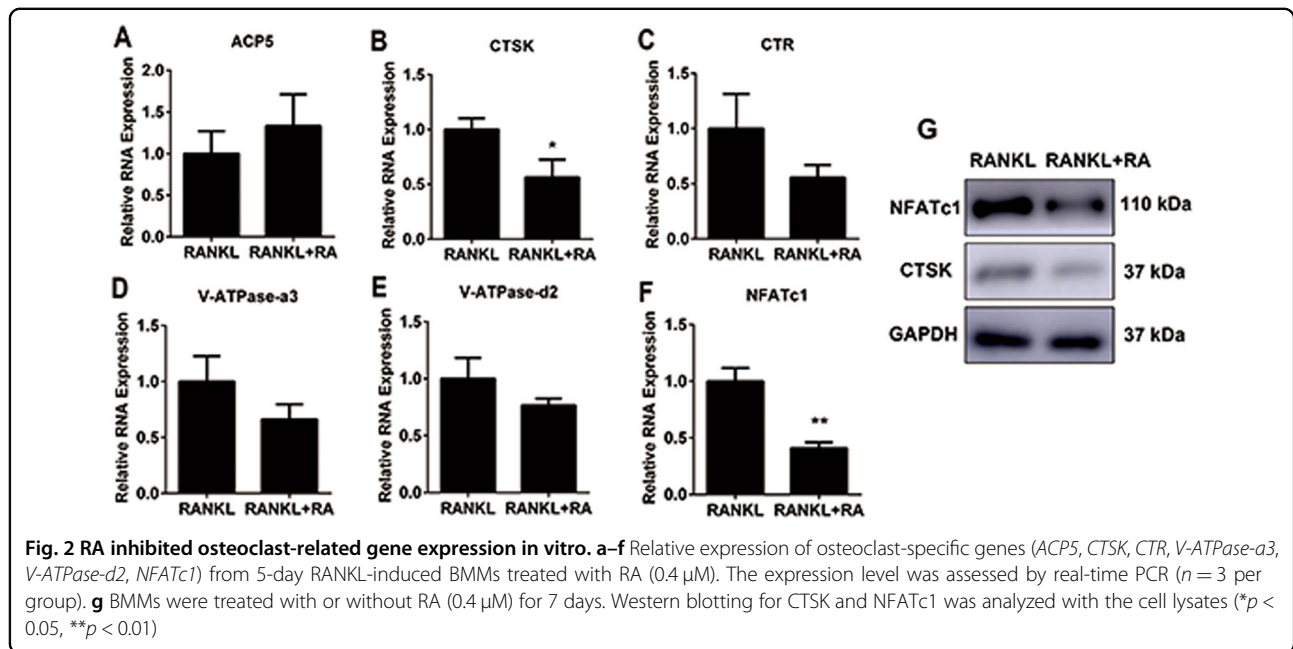 A
ACP5
Relative RNA Expression
2.0
1.5
1.0
0.5
0.0
RANKL RANKL+RA
B
CTSK
Relative RNA Expression
1.5
1.0
0.5
0.0
*
RANKL RANKL+RA
C
CTR
Relative RNA Expression
1.5
1.0
0.5
0.0
RANKL RANKL+RA
D
V-ATPase-a3
Relative RNA Expression
1.5
1.0
0.5
0.0
RANKL RANKL+RA
E
V-ATPase-d2
Relative RNA Expression
1.5
1.0
0.5
0.0
RANKL RANKL+RA
F
NFATc1
Relative RNA Expression
1.5
1.0
0.5
0.0
**
RANKL RANKL+RA
G
RANKL RANKL+RA
NFATc1 110 kDa
CTSK 37 kDa
GAPDH 37 kDa
Fig. 2 RA inhibited osteoclast-related gene expression in vitro. a–f Relative expression of osteoclast-specific genes (ACP5, CTSK, CTR, V-ATPase-a3,
V-ATPase-d2, NFATc1) from 5-day RANKL-induced BMMs treated with RA (0.4 μM). The expression level was assessed by real-time PCR (n = 3 per
group). g BMMs were treated with or without RA (0.4 μM) for 7 days. Western blotting for CTSK and NFATc1 was analyzed with the cell lysates (*p <
0.05, **p < 0.01)